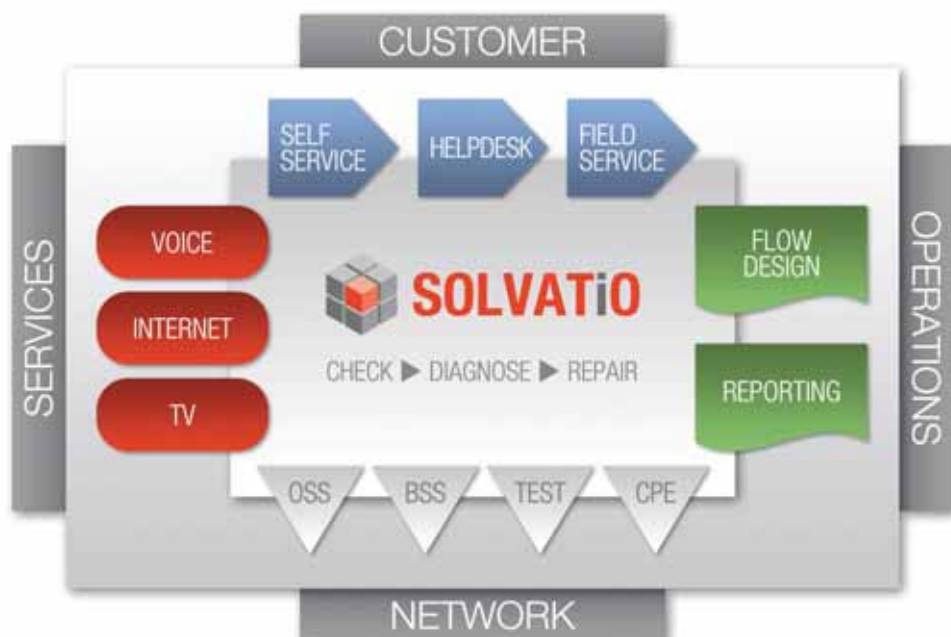 CUSTOMER
SELF
SERVICE
HELPDESK
FIELD
SERVICE
SERVICES
VOICE
INTERNET
TV
SOLVATiO
CHECK ▶ DIAGNOSE ▶ REPAIR
FLOW
DESIGN
REPORTING
OPERATIONS
OSS
BSS
TEST
CPE
NETWORK